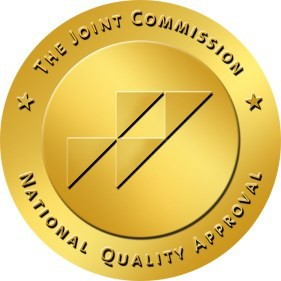 THE JOINT COMMISSION
NATIONAL QUALITY APPROVAL